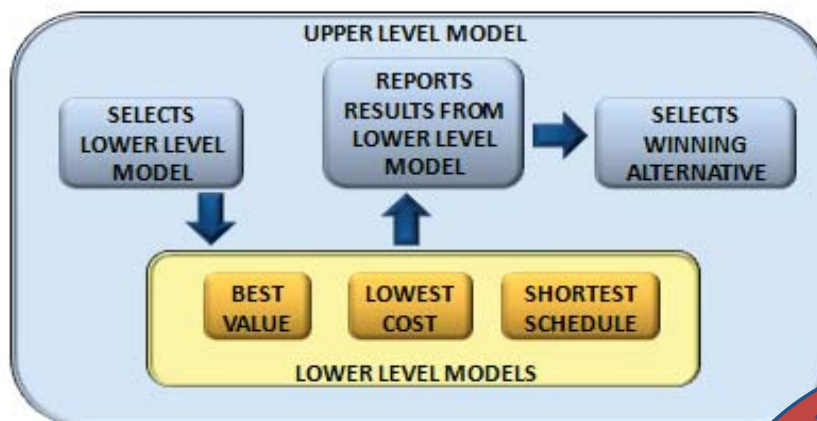 UPPER LEVEL MODEL
SELECTS
LOWER LEVEL
MODEL
REPORTS
RESULTS FROM
LOWER LEVEL
MODEL
SELECTS
WINNING
ALTERNATIVE
BEST
VALUE
LOWEST
COST
SHORTEST
SCHEDULE
LOWER LEVEL MODELS